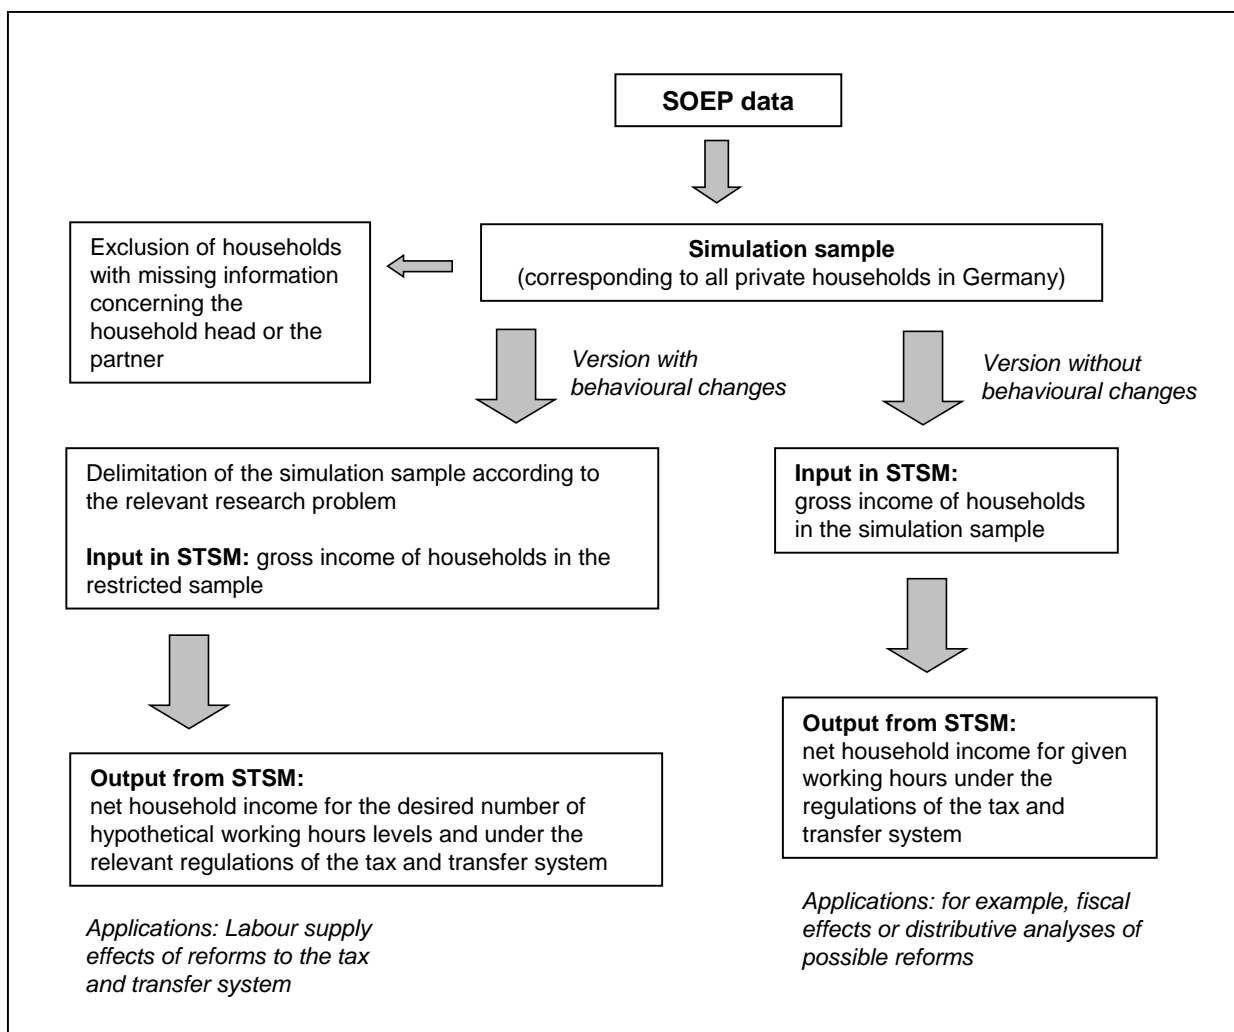 SOEP data
Simulation sample
(corresponding to all private households in Germany)
Exclusion of households
with missing information
concerning the
household head or the
partner
Version with
behavioural changes
Version without
behavioural changes
Delimitation of the simulation sample according to
the relevant research problem
Input in STSM: gross income of households in the
restricted sample
Input in STSM:
gross income of households
in the simulation sample
Output from STSM:
net household income for the desired number of
hypothetical working hours levels and under the
relevant regulations of the tax and transfer system
Output from STSM:
net household income for given
working hours under the
regulations of the tax and
transfer system
Applications: Labour supply
effects of reforms to the tax
and transfer system
Applications: for example, fiscal
effects or distributive analyses of
possible reforms